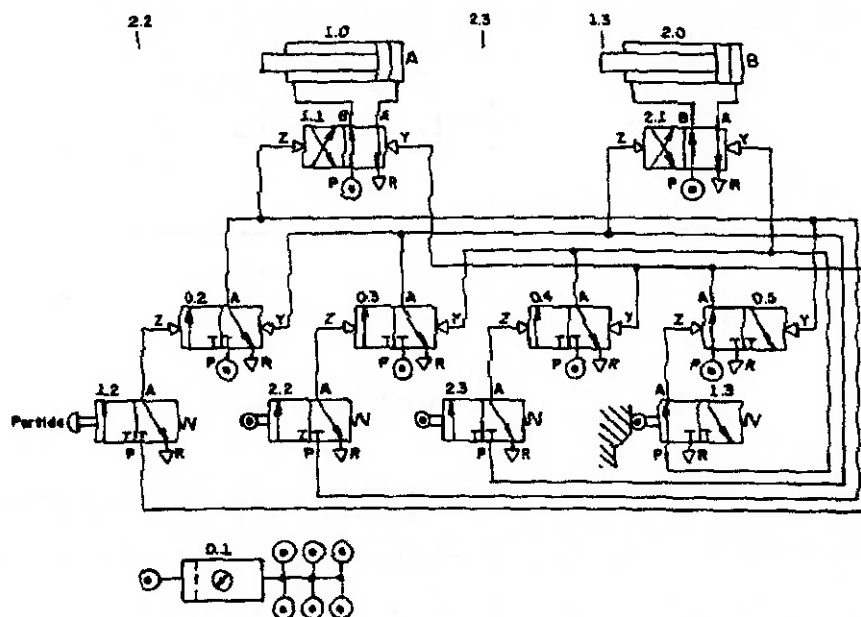 2.2 1.0 2.3 1.3 2.0
A B
1.1 B A 2.1 B A
Z Y Z Y
P R P R
0.2 A 0.3 A 0.4 A A 0.5
Z Y Z Y Z Y Z Y
P R P R P R P R
1.2 A 2.2 A 2.3 A A 1.3
Partida
P R P R P R P R
0.1